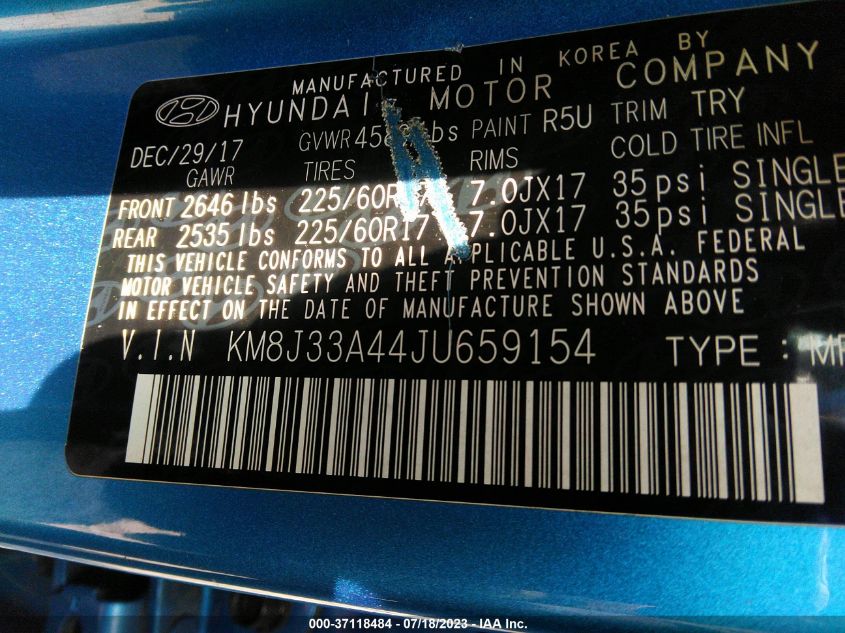 MANUFACTURED IN KOREA BY
HYUNDAI MOTOR COMPANY
DEC/29/17 GVWR lbs PAINT R5U TRIM TRY
GAWR TIRES RIMS COLD TIRE INFL
FRONT 2646 lbs 225/60R 7.0JX17 35psi SINGLE
REAR 2535 lbs 225/60R17 7.0JX17 35psi SINGLE
THIS VEHICLE CONFORMS TO ALL APPLICABLE U.S.A. FEDERAL
MOTOR VEHICLE SAFETY AND THEFT PREVENTION STANDARDS
IN EFFECT ON THE DATE OF MANUFACTURE SHOWN ABOVE
V.I.N KM8J33A44JU659154 TYPE :
000-37118484 - 07/18/2023 - IAA Inc.